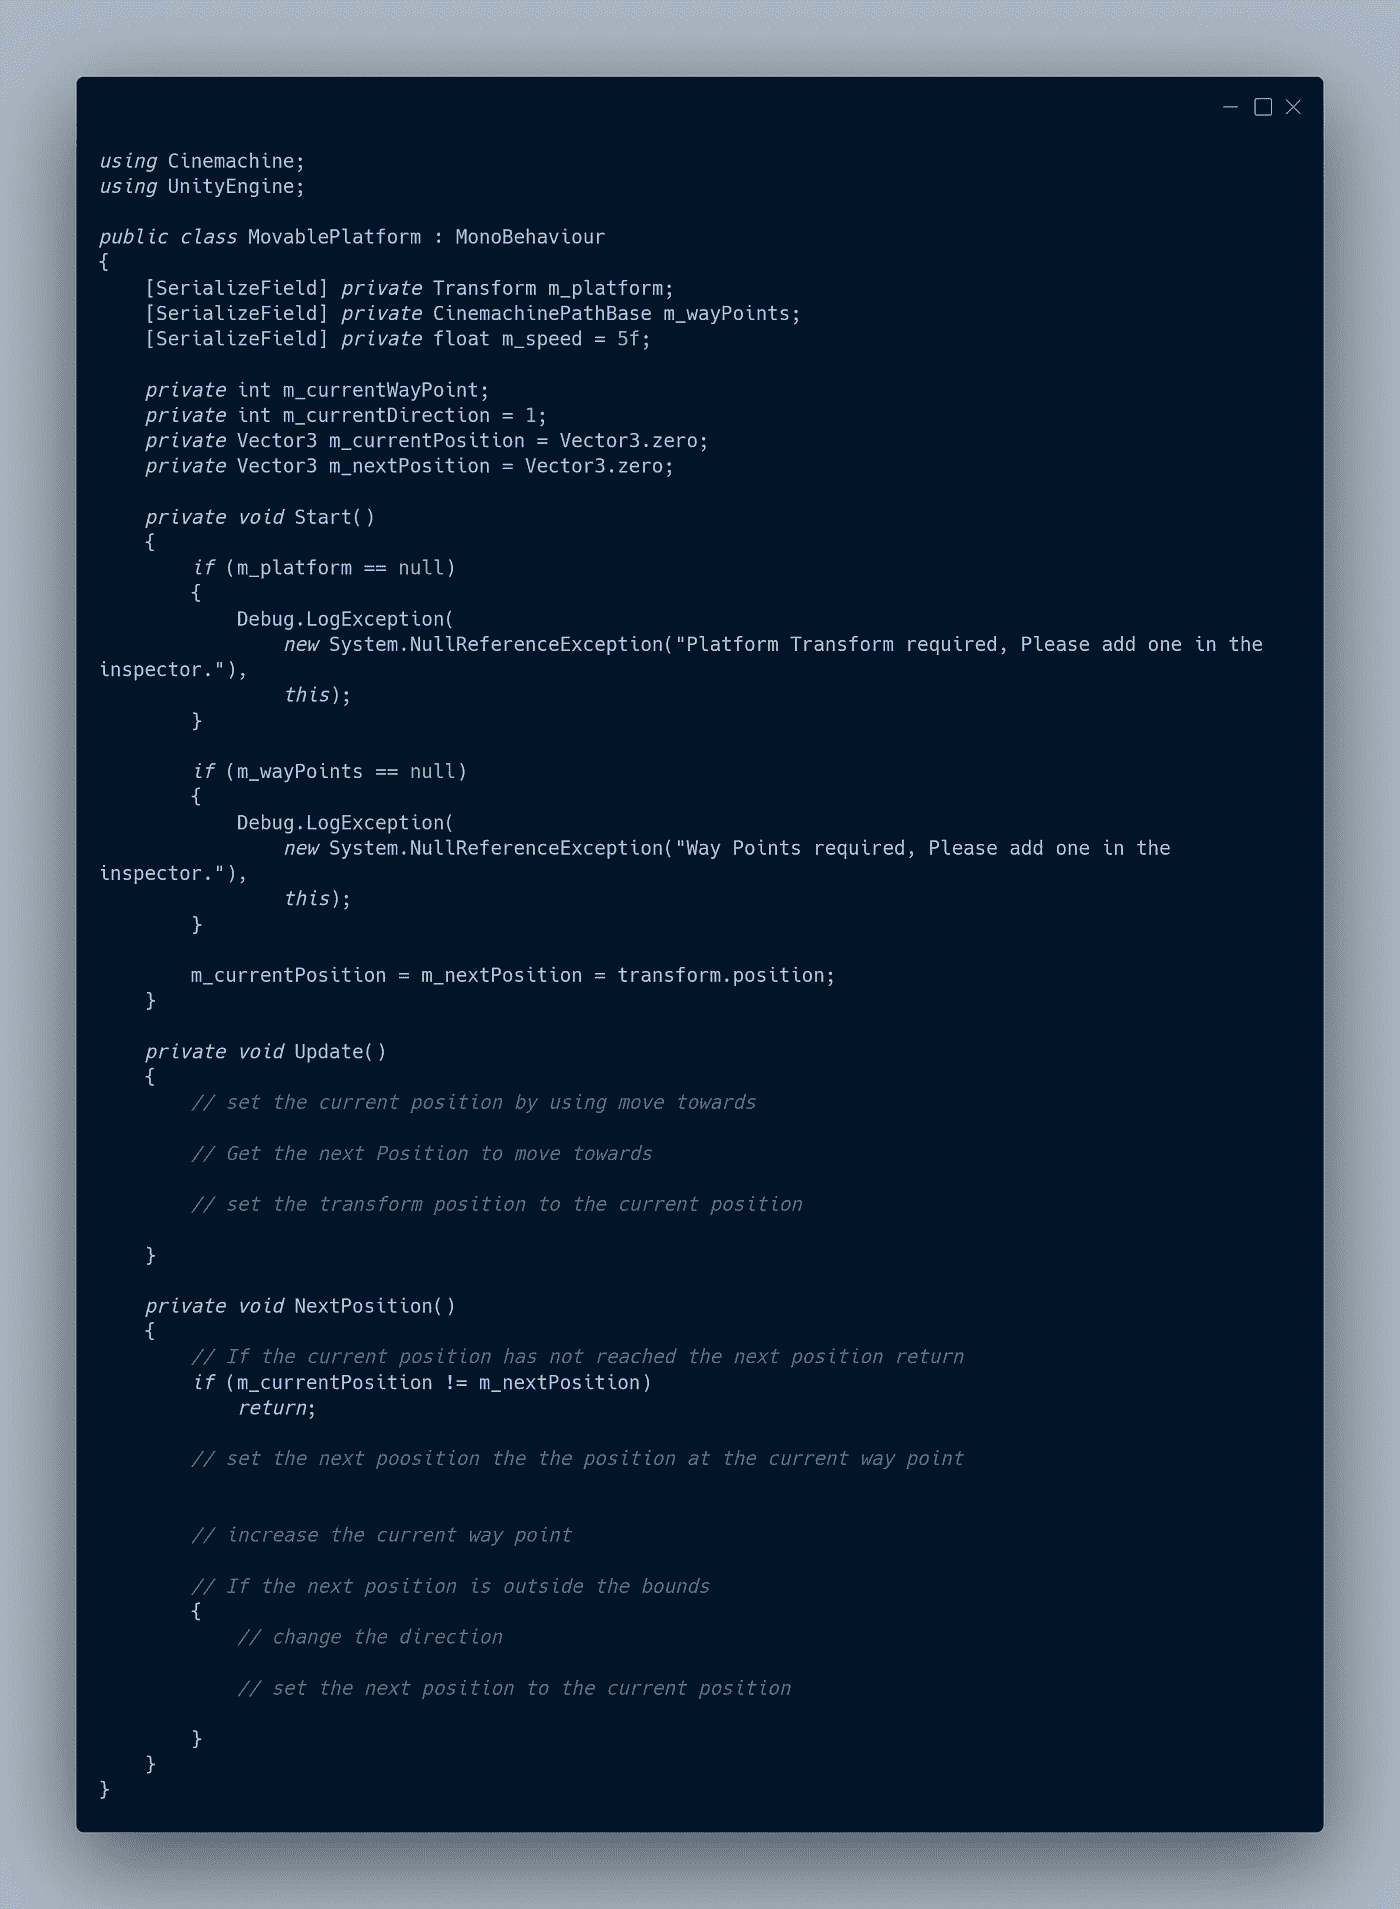 using Cinemachine;
using UnityEngine;

public class MovablePlatform : MonoBehaviour
{
    [SerializeField] private Transform m_platform;
    [SerializeField] private CinemachinePathBase m_wayPoints;
    [SerializeField] private float m_speed = 5f;

    private int m_currentWayPoint;
    private int m_currentDirection = 1;
    private Vector3 m_currentPosition = Vector3.zero;
    private Vector3 m_nextPosition = Vector3.zero;

    private void Start()
    {
        if (m_platform == null)
        {
            Debug.LogException(
                new System.NullReferenceException("Platform Transform required, Please add one in the
inspector."),
                this);
        }

        if (m_wayPoints == null)
        {
            Debug.LogException(
                new System.NullReferenceException("Way Points required, Please add one in the
inspector."),
                this);
        }

        m_currentPosition = m_nextPosition = transform.position;
    }

    private void Update()
    {
        // set the current position by using move towards

        // Get the next Position to move towards

        // set the transform position to the current position

    }

    private void NextPosition()
    {
        // If the current position has not reached the next position return
        if (m_currentPosition != m_nextPosition)
            return;

        // set the next poosition the the position at the current way point


        // increase the current way point

        // If the next position is outside the bounds
        {
            // change the direction

            // set the next position to the current position

        }
    }
}